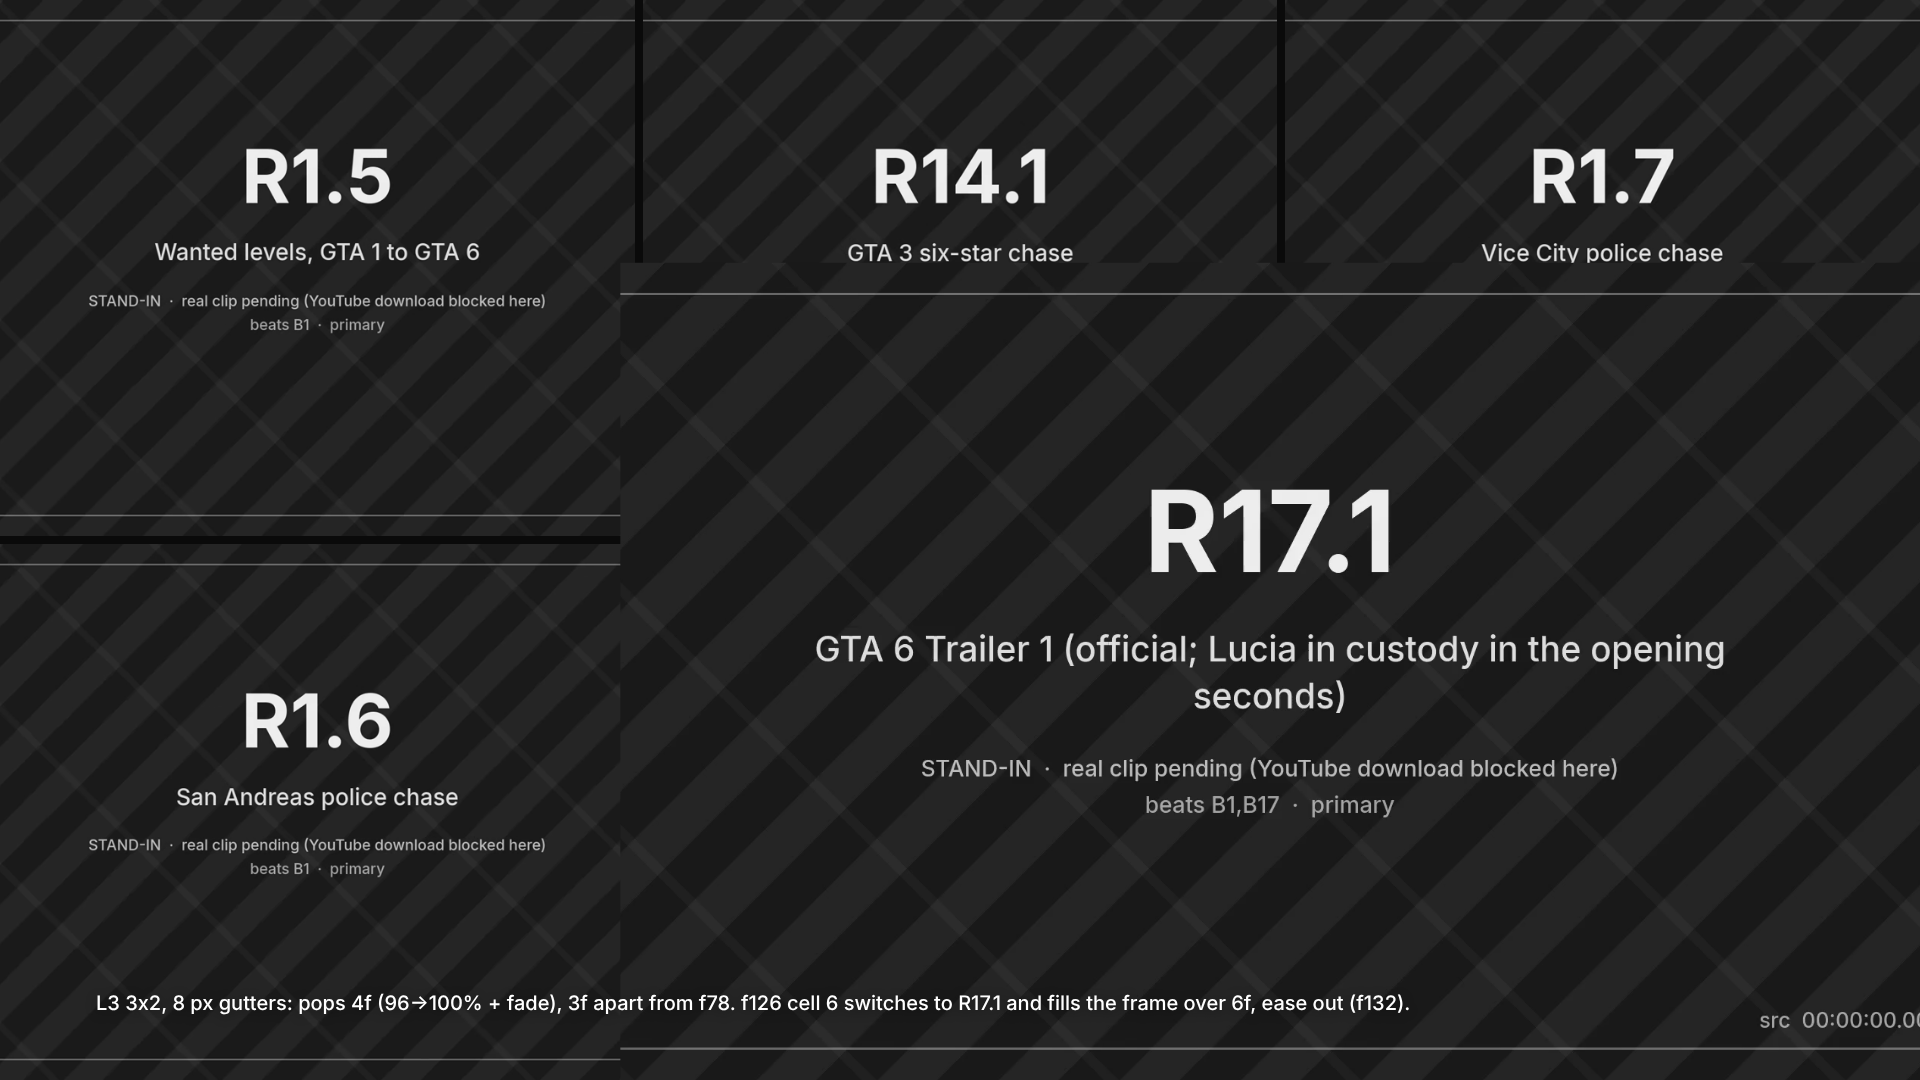 R1.5
Wanted levels, GTA 1 to GTA 6
STAND-IN · real clip pending (YouTube download blocked here)
beats B1 · primary
R14.1
GTA 3 six-star chase
R1.7
Vice City police chase
R1.6
San Andreas police chase
STAND-IN · real clip pending (YouTube download blocked here)
beats B1 · primary
R17.1
GTA 6 Trailer 1 (official; Lucia in custody in the opening
seconds)
STAND-IN · real clip pending (YouTube download blocked here)
beats B1,B17 · primary
L3 3x2, 8 px gutters: pops 4f (96→100% + fade), 3f apart from f78. f126 cell 6 switches to R17.1 and fills the frame over 6f, ease out (f132).
src 00:00:00.00